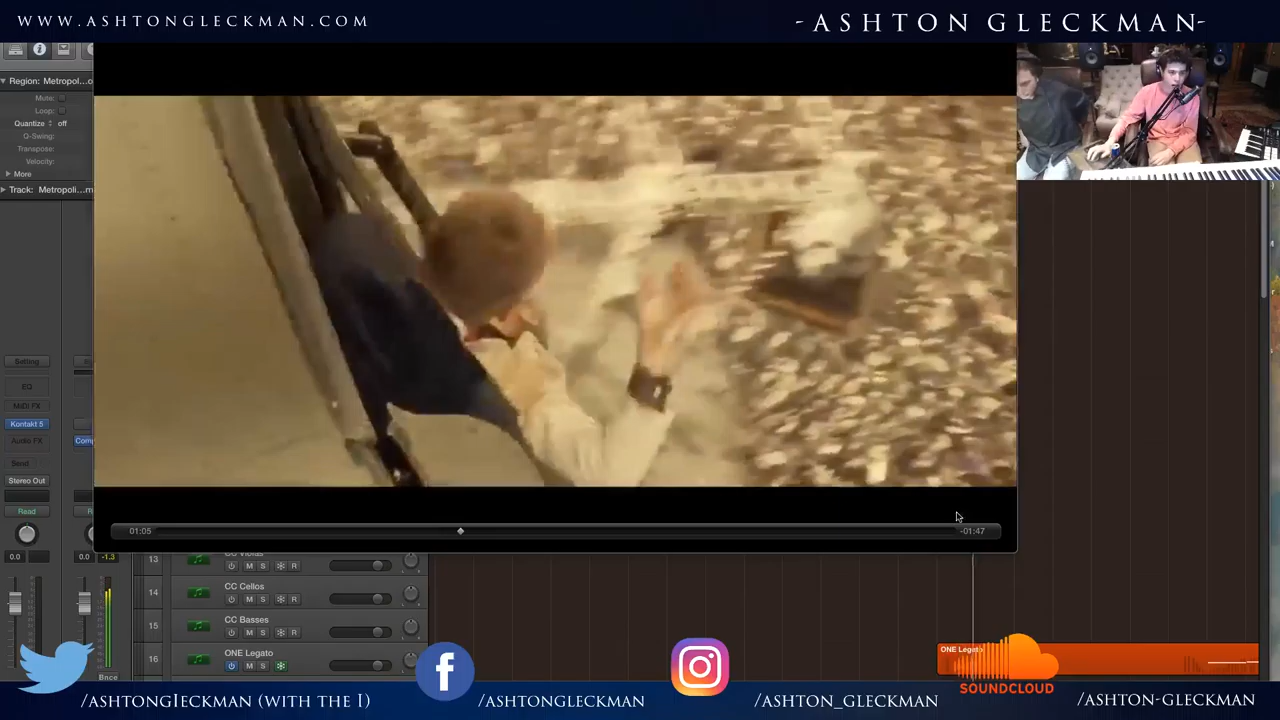 WWW.ASHTONGLECKMAN.COM
-ASHTON GLECKMAN-
Region: Metropol...o
Mute:
Loop:
Quantize off
Q-Swing:
Transpose:
Velocity:
More
Track: Metropoli...m
Setting
EQ
MIDI FX
Kontakt 5
Audio FX
Send
Stereo Out
Read
0.0
0.0 -1.3
Bnce
01:05
-01:47
13 CC Violas
M S R
14 CC Cellos
M S R
15 CC Basses
M S R
16 ONE Legato
M S
ONE Legato
SOUNDCLOUD
/ASHTONGIECKMAN (WITH THE I)
/ASHTONGLECKMAN
/ASHTON_GLECKMAN
/ASHTON-GLECKMAN